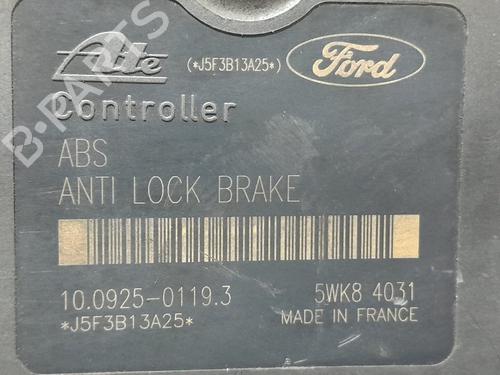 Ate (*J5F3B13A25*) Ford
Controller
ABS
ANTI LOCK BRAKE
10.0925-0119.3 5WK8 4031
*J5F3B13A25* MADE IN FRANCE
B-PARTS